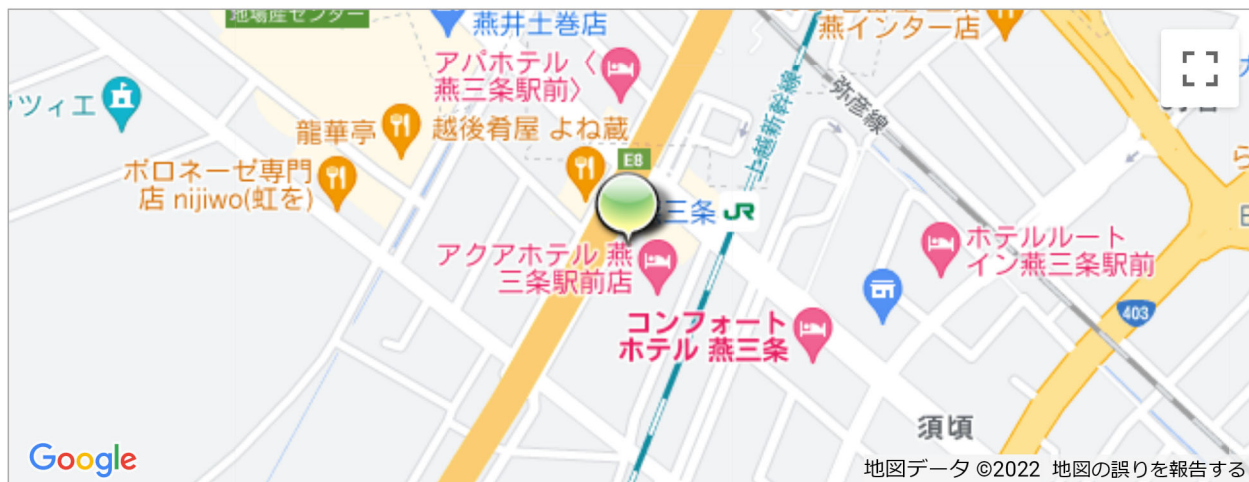 地場産センター
燕井土巻店
燕インター店
アパホテル〈
燕三条駅前〉
弥彦線
上越新幹線
ラツィエ
龍華亭
越後肴屋 よね蔵
E8
ボロネーゼ専門
店 nijiwo(虹を)
三条
JR
アクアホテル 燕
三条駅前店
ホテルルート
イン燕三条駅前
403
コンフォート
ホテル 燕三条
須頃
Google
地図データ ©2022 地図の誤りを報告する